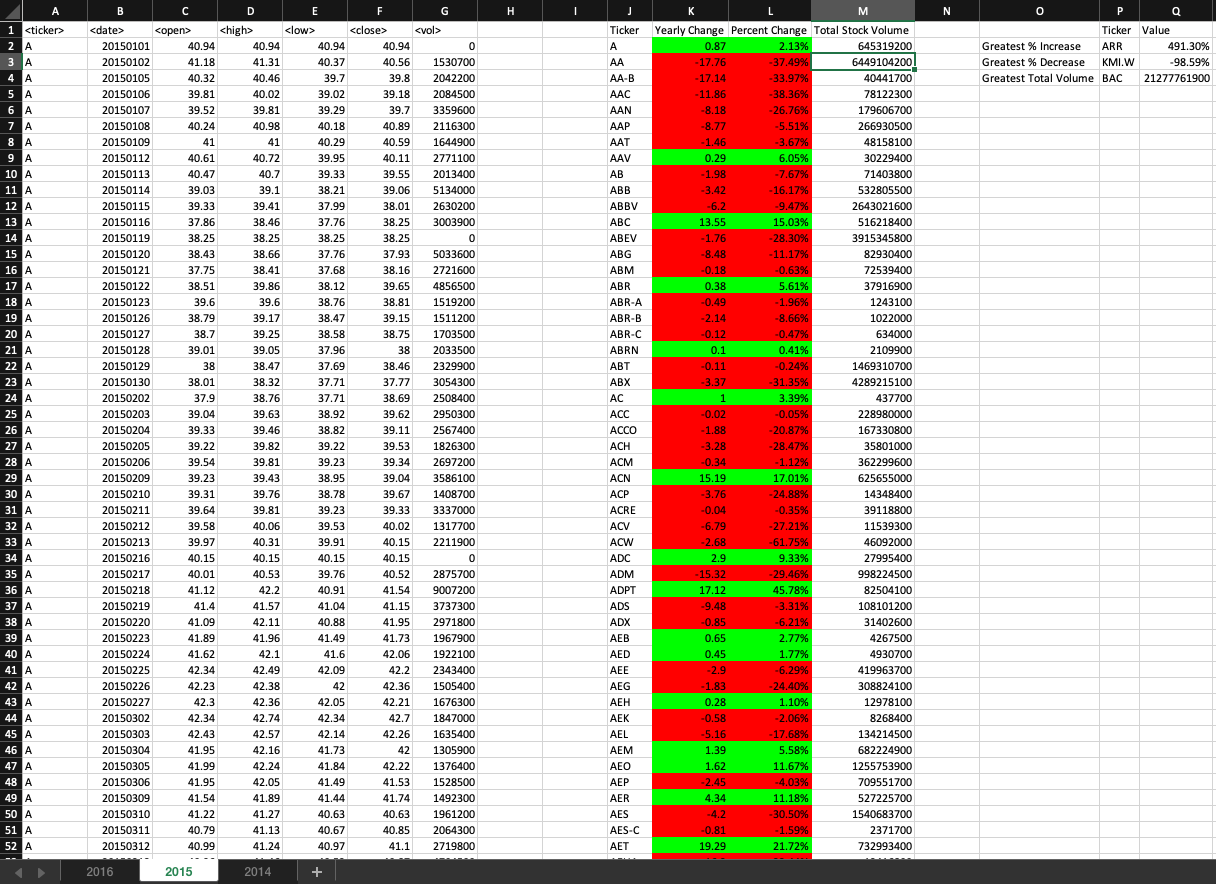 A B C D E F G H I J K L M N O P Q
1 <ticker> <date> <open> <high> <low> <close> <vol> Ticker Yearly Change Percent Change Total Stock Volume Ticker Value
2 A 20150101 40.94 40.94 40.94 40.94 0 A 0.87 2.13% 645319200 Greatest % Increase ARR 491.30%
3 A 20150102 41.18 41.31 40.37 40.56 1530700 AA -17.76 -37.49% 6449104200 Greatest % Decrease KMI.W -98.59%
4 A 20150105 40.32 40.46 39.7 39.8 2042200 AA-B -17.14 -33.97% 40441700 Greatest Total Volume BAC 21277761900
5 A 20150106 39.81 40.02 39.02 39.18 2084500 AAC -11.86 -38.36% 78122300
6 A 20150107 39.52 39.81 39.29 39.7 3359600 AAN -8.18 -26.76% 179606700
7 A 20150108 40.24 40.98 40.18 40.89 2116300 AAP -8.77 -5.51% 266930500
8 A 20150109 41 41 40.29 40.59 1644900 AAT -1.46 -3.67% 48158100
9 A 20150112 40.61 40.72 39.95 40.11 2771100 AAV 0.29 6.05% 30229400
10 A 20150113 40.47 40.7 39.33 39.55 2013400 AB -1.98 -7.67% 71403800
11 A 20150114 39.03 39.1 38.21 39.06 5134000 ABB -3.42 -16.17% 532805500
12 A 20150115 39.33 39.41 37.99 38.01 2630200 ABBV -6.2 -9.47% 2643021600
13 A 20150116 37.86 38.46 37.76 38.25 3003900 ABC 13.55 15.03% 516218400
14 A 20150119 38.25 38.25 38.25 38.25 0 ABEV -1.76 -28.30% 3915345800
15 A 20150120 38.43 38.66 37.76 37.93 5033600 ABG -8.48 -11.17% 82930400
16 A 20150121 37.75 38.41 37.68 38.16 2721600 ABM -0.18 -0.63% 72539400
17 A 20150122 38.51 39.86 38.12 39.65 4856500 ABR 0.38 5.61% 37916900
18 A 20150123 39.6 39.6 38.76 38.81 1519200 ABR-A -0.49 -1.96% 1243100
19 A 20150126 38.79 39.17 38.47 39.15 1511200 ABR-B -2.14 -8.66% 1022000
20 A 20150127 38.7 39.25 38.58 38.75 1703500 ABR-C -0.12 -0.47% 634000
21 A 20150128 39.01 39.05 37.96 38 2033500 ABRN 0.1 0.41% 2109900
22 A 20150129 38 38.47 37.69 38.46 2329900 ABT -0.11 -0.24% 1469310700
23 A 20150130 38.01 38.32 37.71 37.77 3054300 ABX -3.37 -31.35% 4289215100
24 A 20150202 37.9 38.76 37.71 38.69 2508400 AC 1 3.39% 437700
25 A 20150203 39.04 39.63 38.92 39.62 2950300 ACC -0.02 -0.05% 228980000
26 A 20150204 39.33 39.46 38.82 39.11 2567400 ACCO -1.88 -20.87% 167330800
27 A 20150205 39.22 39.82 39.22 39.53 1826300 ACH -3.28 -28.47% 35801000
28 A 20150206 39.54 39.81 39.23 39.34 2697200 ACM -0.34 -1.12% 362299600
29 A 20150209 39.23 39.43 38.95 39.04 3586100 ACN 15.19 17.01% 625655000
30 A 20150210 39.31 39.76 38.78 39.67 1408700 ACP -3.76 -24.88% 14348400
31 A 20150211 39.64 39.81 39.23 39.33 3337000 ACRE -0.04 -0.35% 39118800
32 A 20150212 39.58 40.06 39.53 40.02 1317700 ACV -6.79 -27.21% 11539300
33 A 20150213 39.97 40.31 39.91 40.15 2211900 ACW -2.68 -61.75% 46092000
34 A 20150216 40.15 40.15 40.15 40.15 0 ADC 2.9 9.33% 27995400
35 A 20150217 40.01 40.53 39.76 40.52 2875700 ADM -15.32 -29.46% 998224500
36 A 20150218 41.12 42.2 40.91 41.54 9007200 ADPT 17.12 45.78% 82504100
37 A 20150219 41.4 41.57 41.04 41.15 3737300 ADS -9.48 -3.31% 108101200
38 A 20150220 41.09 42.11 40.88 41.95 2971800 ADX -0.85 -6.21% 31402600
39 A 20150223 41.89 41.96 41.49 41.73 1967900 AEB 0.65 2.77% 4267500
40 A 20150224 41.62 42.1 41.6 42.06 1922100 AED 0.45 1.77% 4930700
41 A 20150225 42.34 42.49 42.09 42.2 2343400 AEE -2.9 -6.29% 419963700
42 A 20150226 42.23 42.38 42 42.36 1505400 AEG -1.83 -24.40% 308824100
43 A 20150227 42.3 42.36 42.05 42.21 1676300 AEH 0.28 1.10% 12978100
44 A 20150302 42.34 42.74 42.34 42.7 1847000 AEK -0.58 -2.06% 8268400
45 A 20150303 42.43 42.57 42.14 42.26 1635400 AEL -5.16 -17.68% 134214500
46 A 20150304 41.95 42.16 41.73 42 1305900 AEM 1.39 5.58% 682224900
47 A 20150305 41.99 42.24 41.84 42.22 1376400 AEO 1.62 11.67% 1255753900
48 A 20150306 41.95 42.05 41.49 41.53 1528500 AEP -2.45 -4.03% 709551700
49 A 20150309 41.54 41.89 41.44 41.74 1492300 AER 4.34 11.18% 527225700
50 A 20150310 41.22 41.27 40.63 40.63 1961200 AES -4.2 -30.50% 1540683700
51 A 20150311 40.79 41.13 40.67 40.85 2064300 AES-C -0.81 -1.59% 2371700
52 A 20150312 40.99 41.24 40.97 41.1 2719800 AET 19.29 21.72% 732993400
2016 2015 2014 +